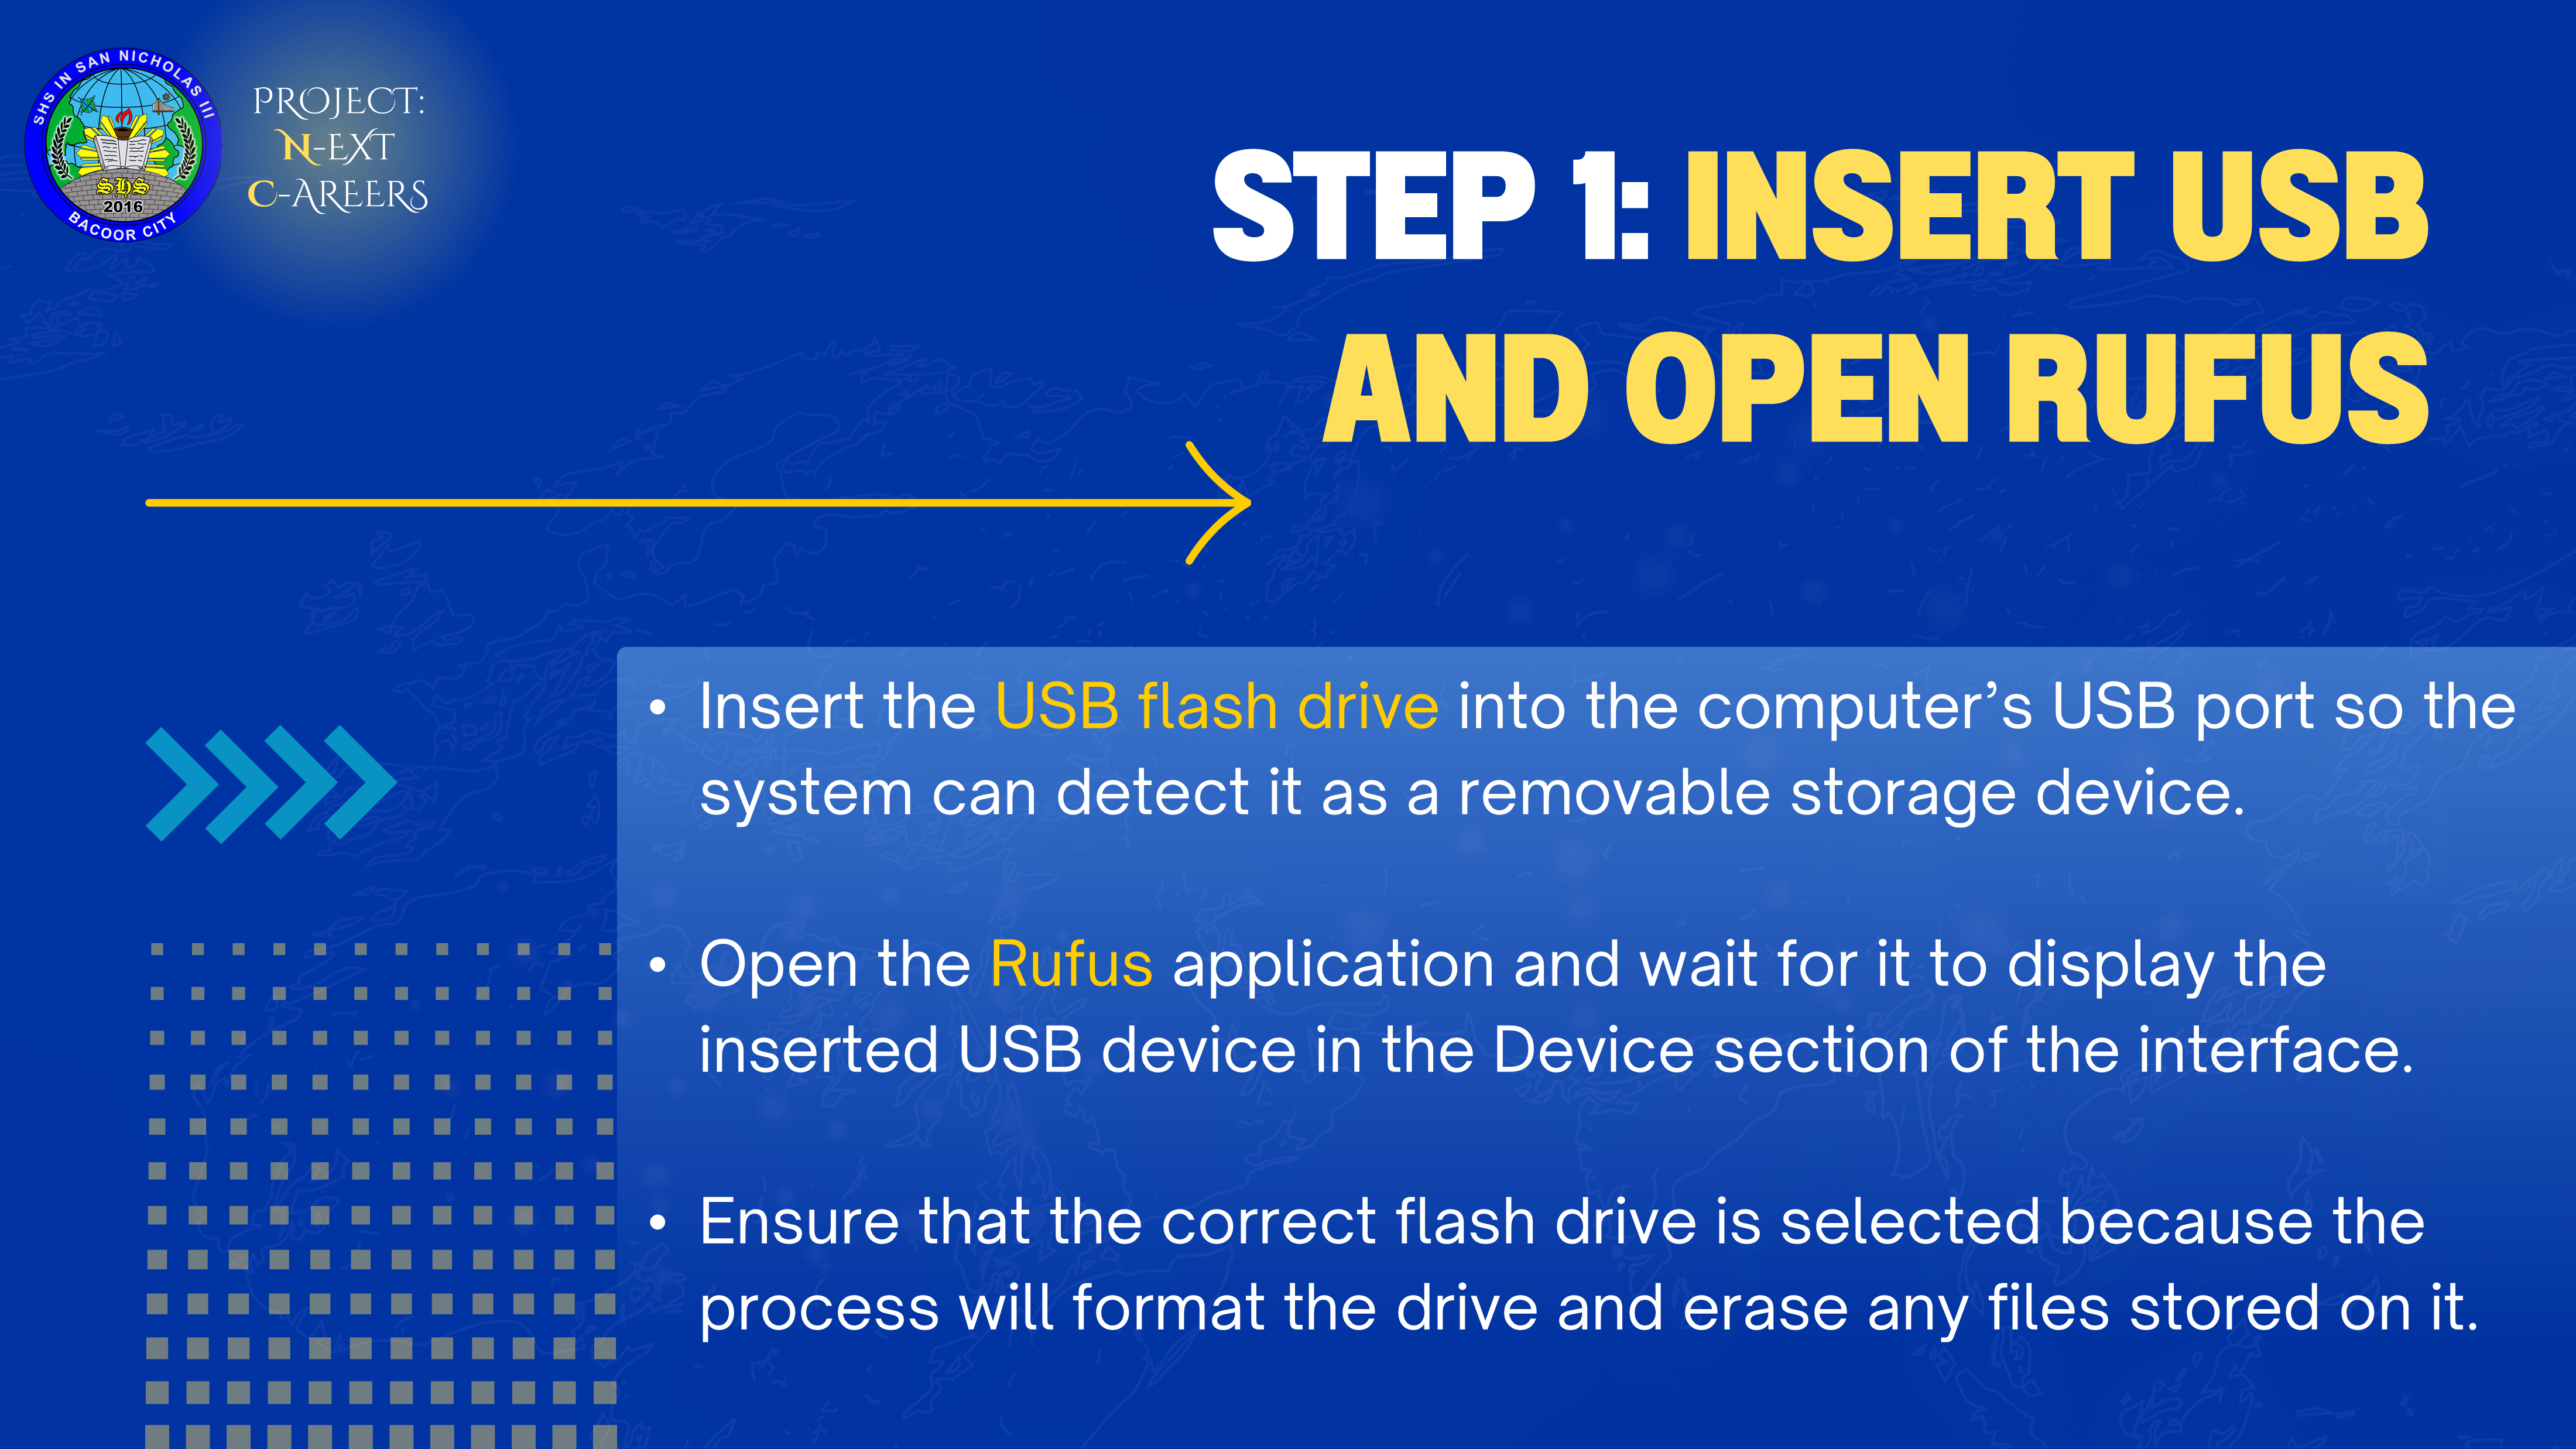 SHS IN SAN NICHOLAS III
SHS
2016
BACOOR CITY
PROJECT:
N-EXT
C-AREERS
STEP 1: INSERT USB
AND OPEN RUFUS
• Insert the USB flash drive into the computer’s USB port so the
system can detect it as a removable storage device.
• Open the Rufus application and wait for it to display the
inserted USB device in the Device section of the interface.
• Ensure that the correct flash drive is selected because the
process will format the drive and erase any files stored on it.